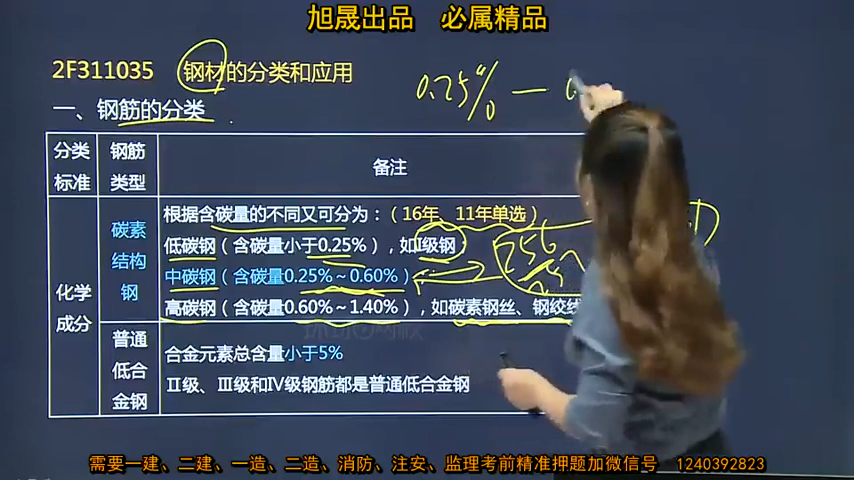 旭晟出品 必属精品
2F311035 钢材的分类和应用
0.25% — 0
一、钢筋的分类
分类标准 钢筋类型 备注
化学成分
碳素结构钢
根据含碳量的不同又可分为：（16年、11年单选）
低碳钢（含碳量小于0.25%），如I级钢
中碳钢（含碳量0.25%~0.60%）
高碳钢（含碳量0.60%~1.40%），如碳素钢丝、钢绞线
普通低合金钢
合金元素总含量小于5%
Ⅱ级、Ⅲ级和Ⅳ级钢筋都是普通低合金钢
需要一建、二建、一造、二造、消防、注安、监理考前精准押题加微信号 1240392823